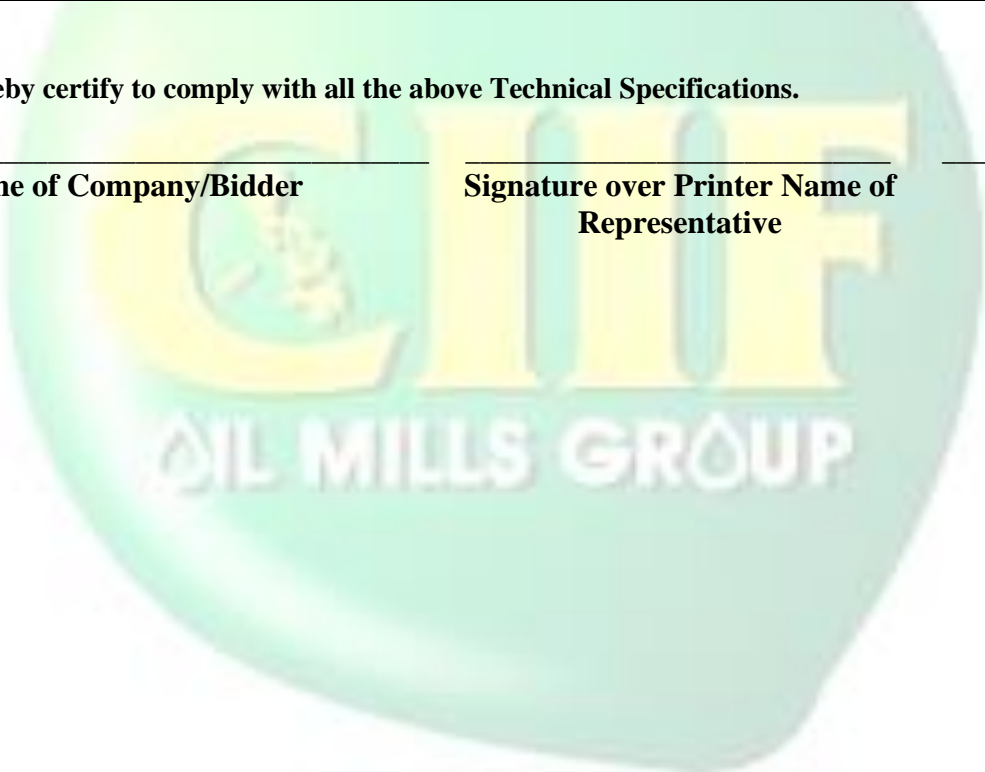 eby certify to comply with all the above Technical Specifications.
ne of Company/Bidder Signature over Printer Name of
Representative
CIIF
OIL MILLS GROUP